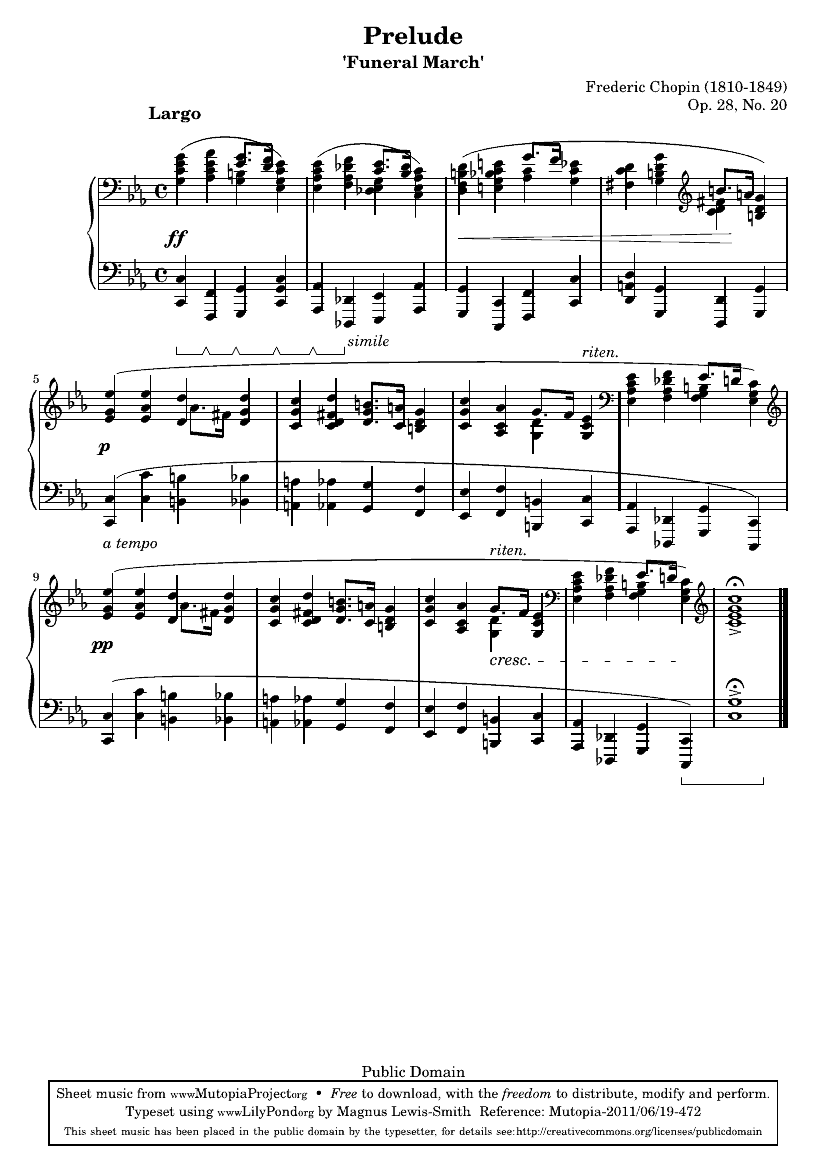 Prelude
'Funeral March'
Frederic Chopin (1810-1849)
Op. 28, No. 20
Largo
ff
simile
riten.
5
p
a tempo
riten.
9
pp
cresc.
Public Domain
Sheet music from www.MutopiaProject.org • Free to download, with the freedom to distribute, modify and perform.
Typeset using www.LilyPond.org by Magnus Lewis-Smith Reference: Mutopia-2011/06/19-472
This sheet music has been placed in the public domain by the typesetter, for details see: http://creativecommons.org/licenses/publicdomain